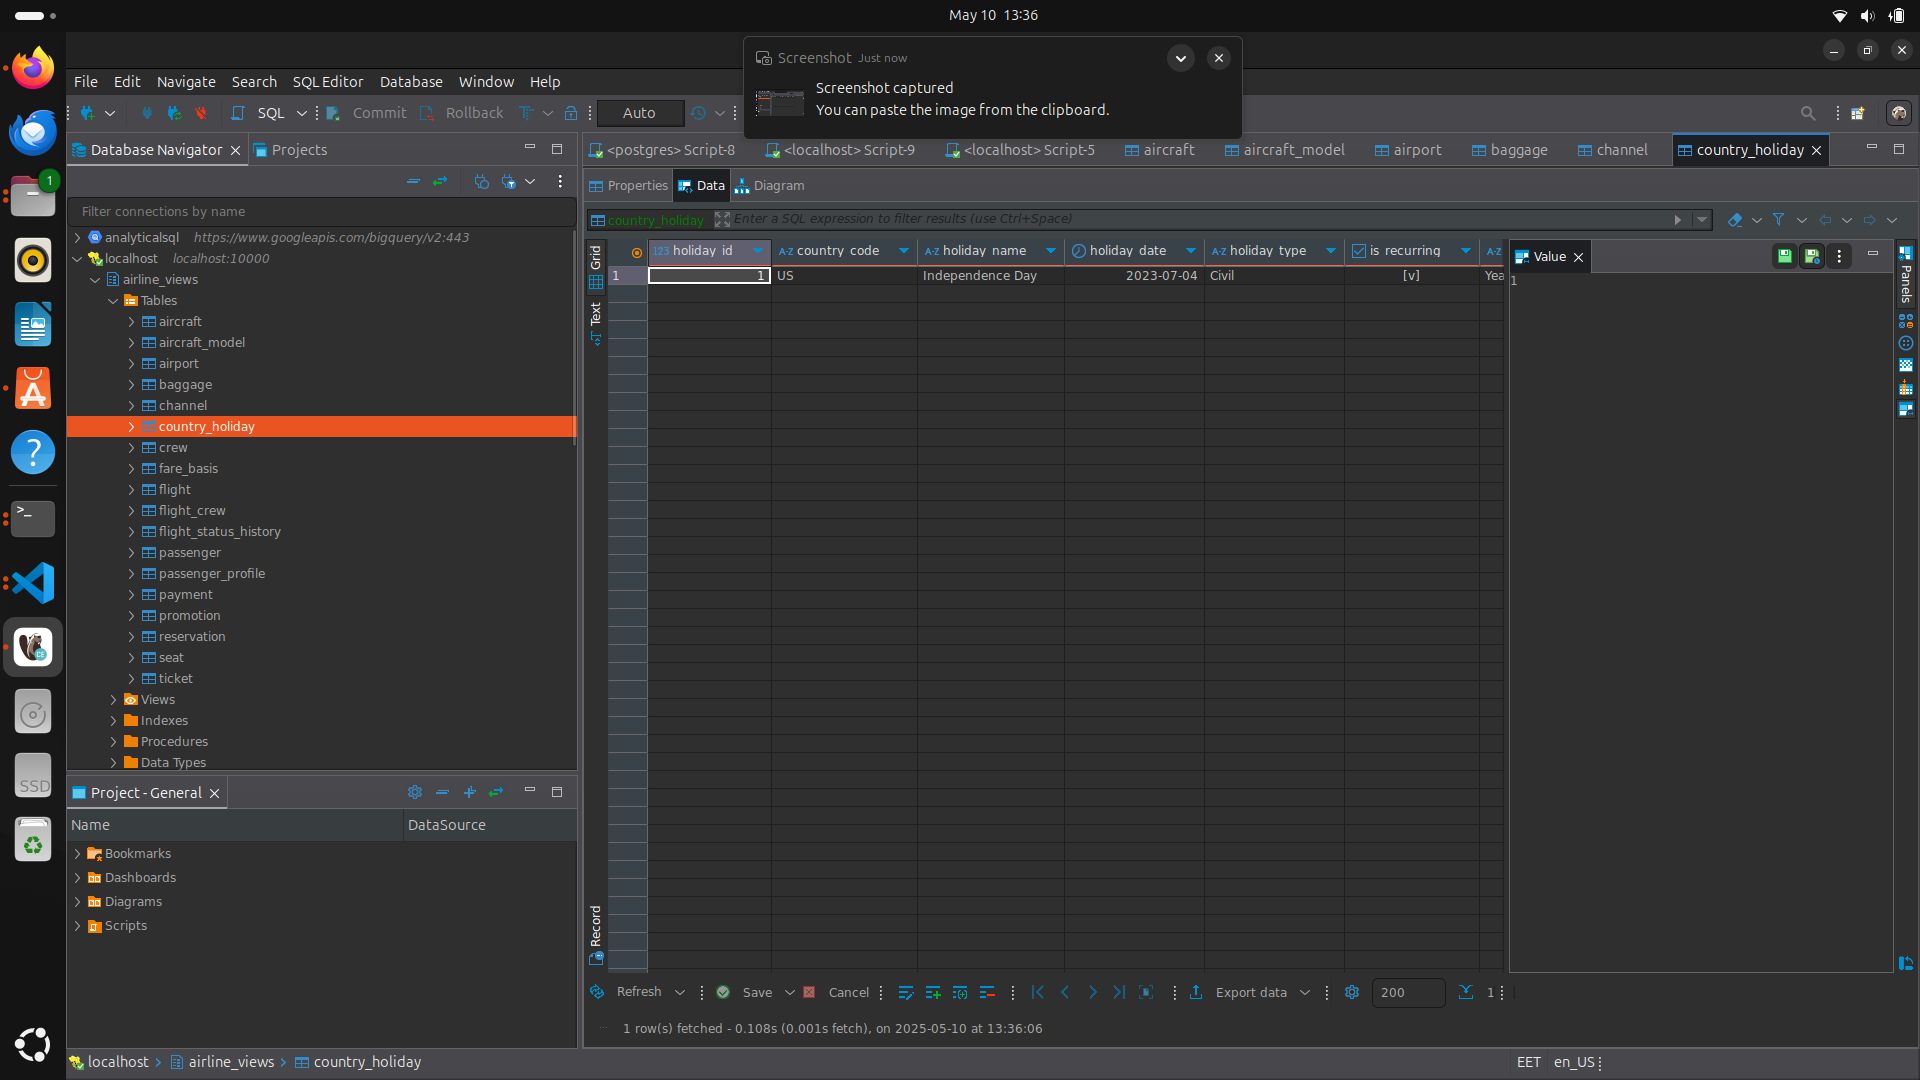 May 10 13:36
Screenshot Just now
Screenshot captured
You can paste the image from the clipboard.
File Edit Navigate Search SQL Editor Database Window Help
SQL Commit Rollback Auto
Database Navigator Projects
<postgres> Script-8 <localhost> Script-9 <localhost> Script-5 aircraft aircraft_model airport baggage channel country_holiday
1
Properties Data Diagram
Filter connections by name
country_holiday Enter a SQL expression to filter results (use Ctrl+Space)
analyticalsql https://www.googleapis.com/bigquery/v2:443
localhost localhost:10000
airline_views
Tables
aircraft
aircraft_model
airport
baggage
channel
country_holiday
crew
fare_basis
flight
flight_crew
flight_status_history
passenger
passenger_profile
payment
promotion
reservation
seat
ticket
Views
Indexes
Procedures
Data Types
Grid
Text
Record
123 holiday_id A-Z country_code A-Z holiday_name holiday_date A-Z holiday_type is_recurring A-Z
1 1 US Independence Day 2023-07-04 Civil [v] Yea
Value
1
Panels
Project - General
Name DataSource
Bookmarks
Dashboards
Diagrams
Scripts
SSD
Refresh Save Cancel Export data 200 1
1 row(s) fetched - 0.108s (0.001s fetch), on 2025-05-10 at 13:36:06
localhost airline_views country_holiday
EET en_US